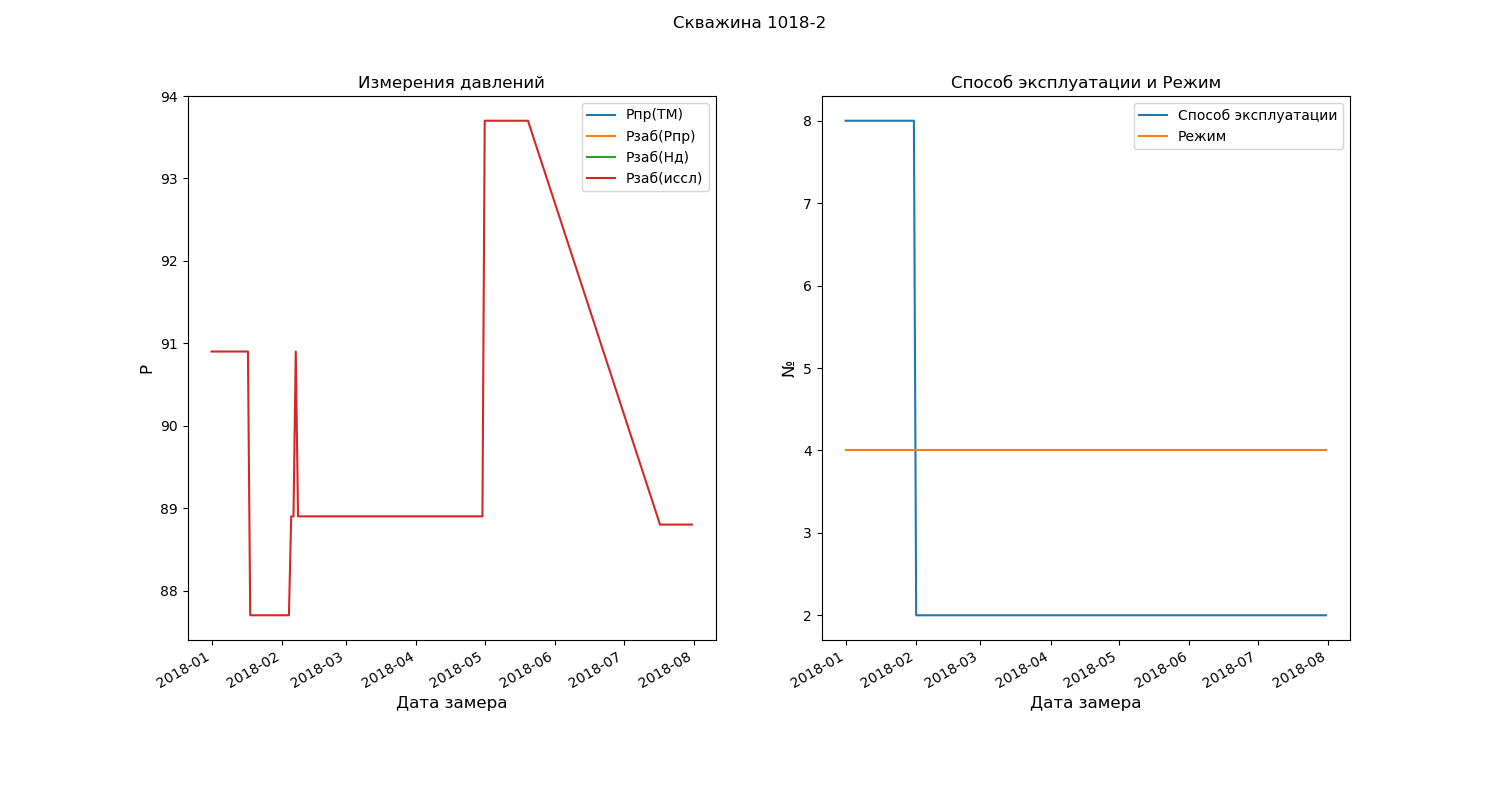 Скважина 1018-2
Измерения давлений
94
93
92
91
90
89
88
P
Рпр(ТМ)
Рзаб(Рпр)
Рзаб(Нд)
Рзаб(иссл)
2018-01 2018-02 2018-03 2018-04 2018-05 2018-06 2018-07 2018-08
Дата замера
Способ эксплуатации и Режим
8
7
6
5
4
3
2
№
Способ эксплуатации
Режим
2018-01 2018-02 2018-03 2018-04 2018-05 2018-06 2018-07 2018-08
Дата замера